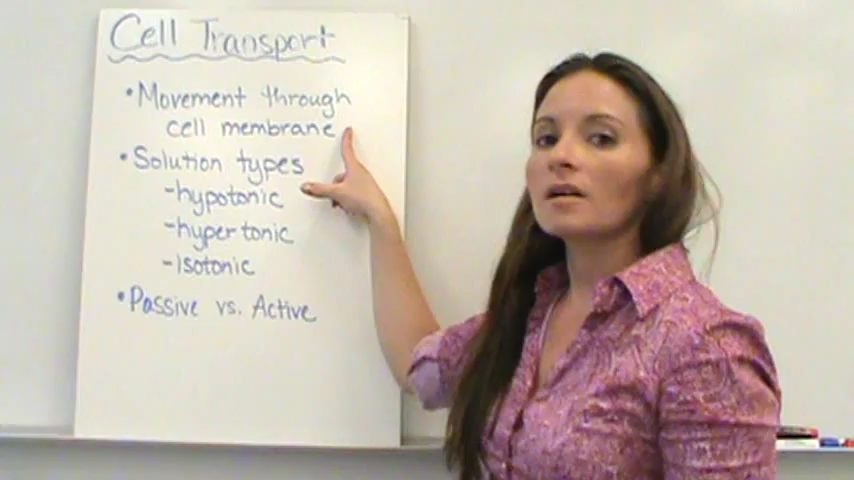 Cell Transport
• Movement through
cell membrane
• Solution types
-hypotonic
-hypertonic
-isotonic
• Passive vs. Active